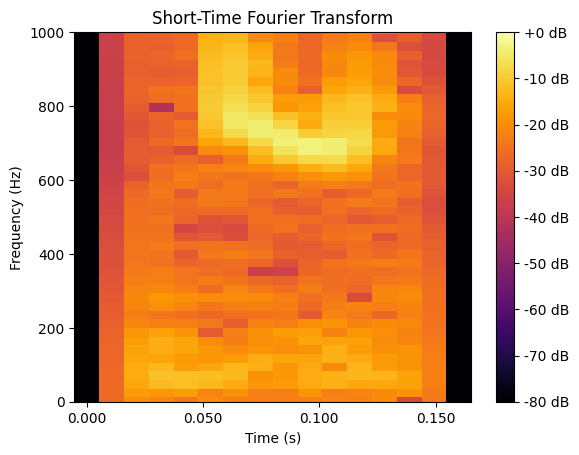 Short-Time Fourier Transform
Frequency (Hz)
1000
800
600
400
200
0
0.000 0.050 0.100 0.150
Time (s)
+0 dB
-10 dB
-20 dB
-30 dB
-40 dB
-50 dB
-60 dB
-70 dB
-80 dB